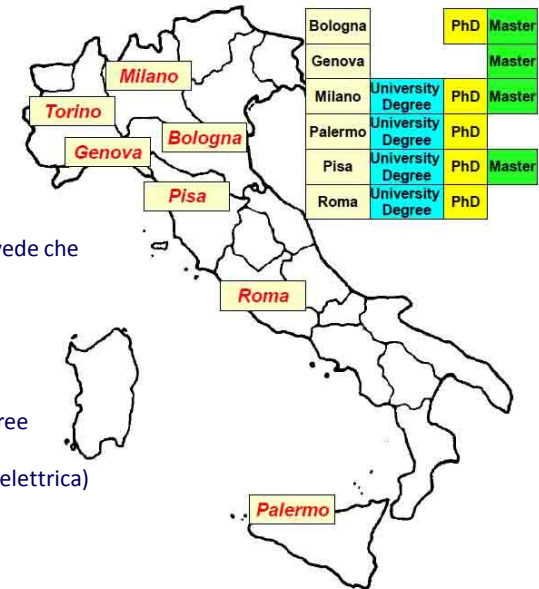 Bologna PhD Master
Genova Master
Milano University Degree PhD Master
Palermo University Degree PhD
Pisa University Degree PhD Master
Roma University Degree PhD
Milano
Torino
Bologna
Genova
Pisa
vede che
Roma
ree
elettrica)
Palermo